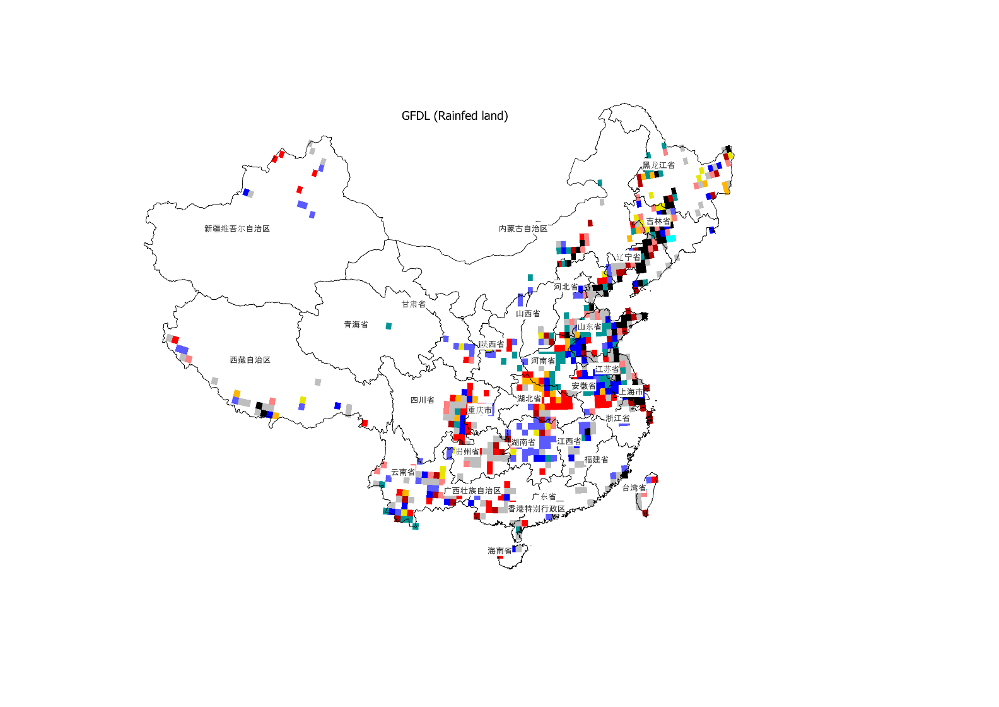 GFDL (Rainfed land)
黑龙江省
吉林省
新疆维吾尔自治区
内蒙古自治区
辽宁省
河北省
甘肃省
山西省
青海省
山东省
陕西省
西藏自治区
河南省
江苏省
安徽省
上海市
四川省
湖北省
重庆市
浙江省
湖南省
江西省
贵州省
福建省
云南省
广西壮族自治区
台湾省
广东省
香港特别行政区
海南省